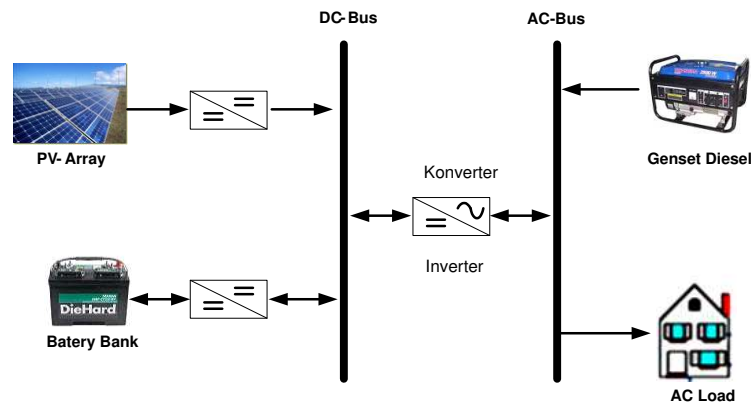 DC-Bus
AC-Bus
PV- Array
Genset Diesel
Konverter
Inverter
DieHard
Batery Bank
AC Load